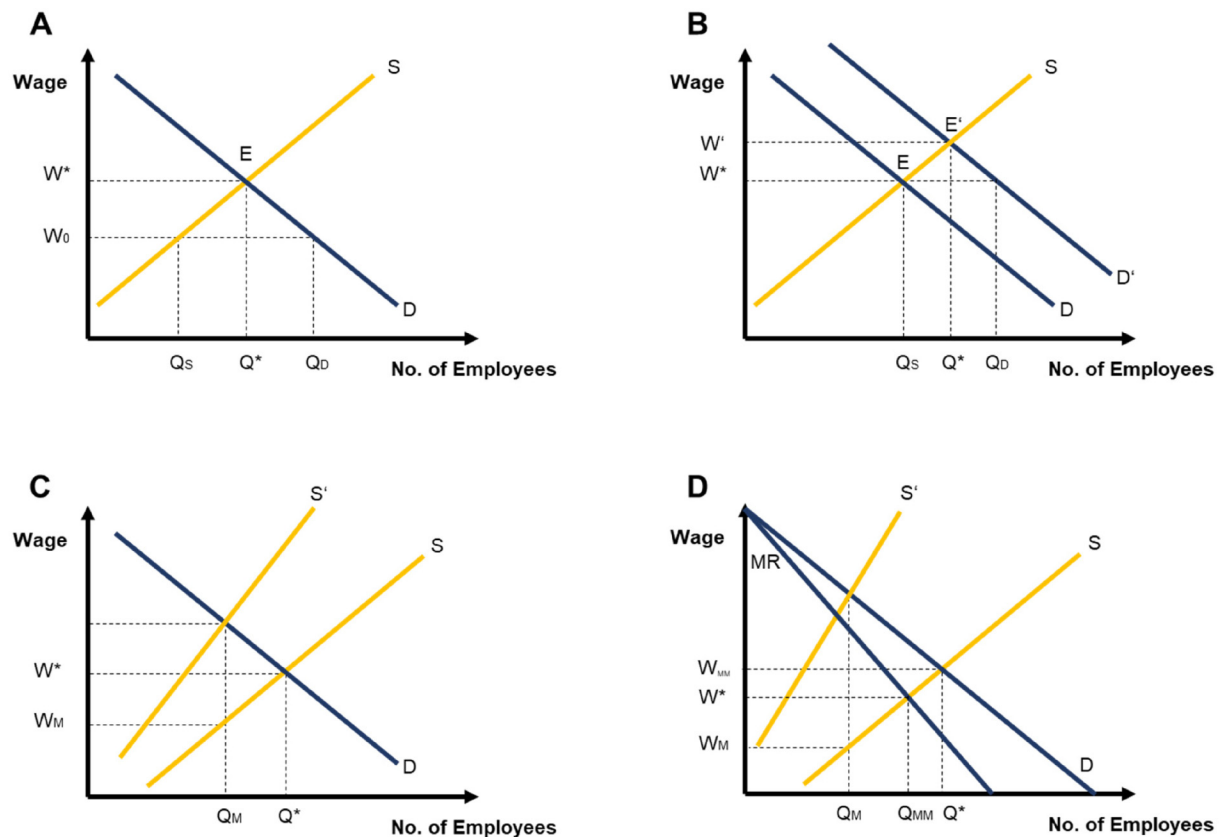 A
Wage
S
W*
E
W0
D
QS
Q*
QD
No. of Employees
B
Wage
S
W‘
E‘
W*
E
D‘
D
QS
Q*
QD
No. of Employees
C
Wage
S‘
S
W*
WM
D
QM
Q*
No. of Employees
D
Wage
S‘
S
MR
WMM
W*
WM
D
QM
QMM
Q*
No. of Employees